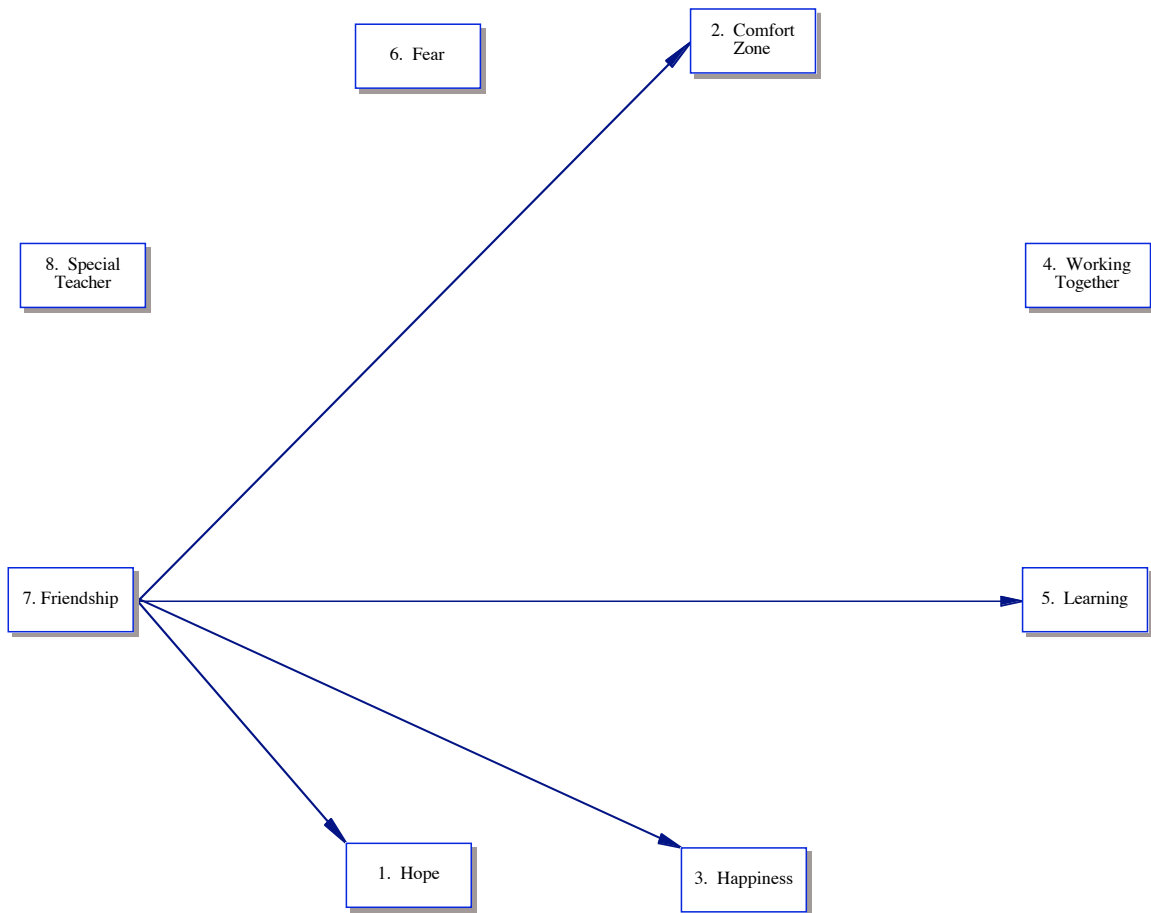 6. Fear
2. Comfort
Zone
8. Special
Teacher
4. Working
Together
7. Friendship
5. Learning
1. Hope
3. Happiness